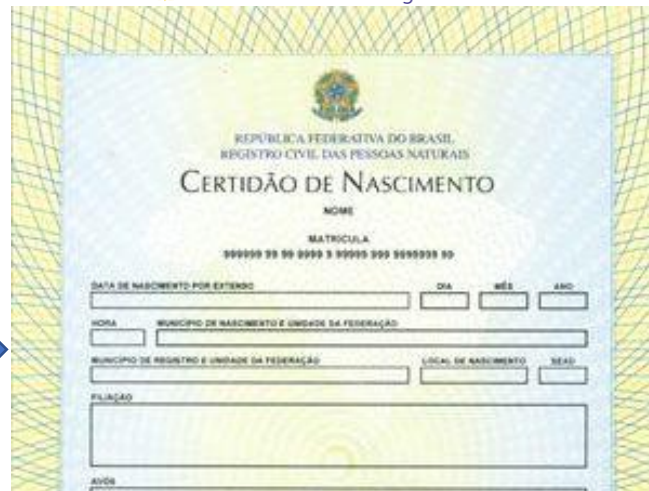 REPÚBLICA FEDERATIVA DO BRASIL
REGISTRO CIVIL DAS PESSOAS NATURAIS
CERTIDÃO DE NASCIMENTO
NOME
MATRÍCULA
999999 99 99 9999 9 99999 999 9999999 99
DATA DE NASCIMENTO POR EXTENSO DIA MÊS ANO
HORA MUNICÍPIO DE NASCIMENTO E UNIDADE DA FEDERAÇÃO
MUNICÍPIO DE REGISTRO E UNIDADE DA FEDERAÇÃO LOCAL DE NASCIMENTO SEXO
FILIAÇÃO
AVÓS